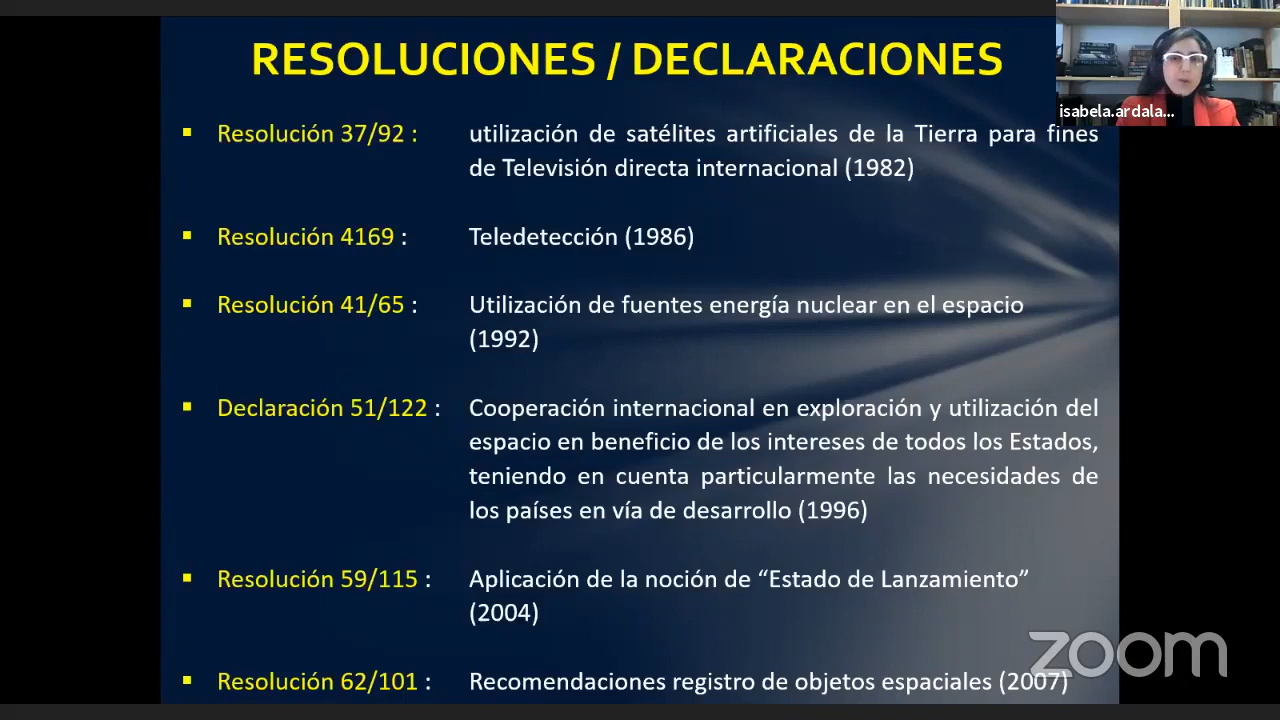 RESOLUCIONES / DECLARACIONES
isabela.ardala...
▪ Resolución 37/92 : utilización de satélites artificiales de la Tierra para fines
de Televisión directa internacional (1982)
▪ Resolución 4169 : Teledetección (1986)
▪ Resolución 41/65 : Utilización de fuentes energía nuclear en el espacio
(1992)
▪ Declaración 51/122 : Cooperación internacional en exploración y utilización del
espacio en beneficio de los intereses de todos los Estados,
teniendo en cuenta particularmente las necesidades de
los países en vía de desarrollo (1996)
▪ Resolución 59/115 : Aplicación de la noción de “Estado de Lanzamiento”
(2004)
▪ Resolución 62/101 : Recomendaciones registro de objetos espaciales (2007)
zoom